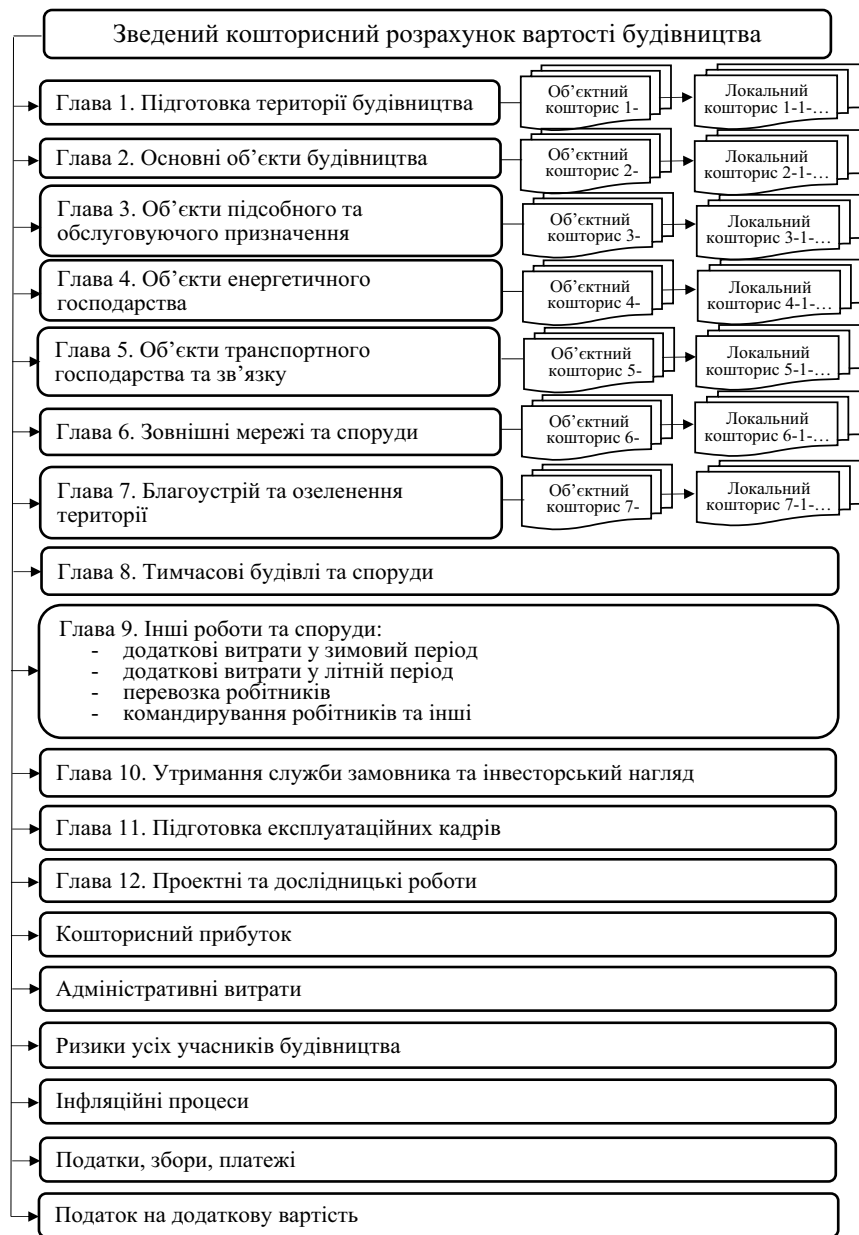 Зведений кошторисний розрахунок вартості будівництва
Глава 1. Підготовка території будівництва
Об’єктний
кошторис 1-
Локальний
кошторис 1-1-…
Глава 2. Основні об’єкти будівництва
Об’єктний
кошторис 2-
Локальний
кошторис 2-1-…
Глава 3. Об’єкти підсобного та
обслуговуючого призначення
Об’єктний
кошторис 3-
Локальний
кошторис 3-1-…
Глава 4. Об’єкти енергетичного
господарства
Об’єктний
кошторис 4-
Локальний
кошторис 4-1-…
Глава 5. Об’єкти транспортного
господарства та зв’язку
Об’єктний
кошторис 5-
Локальний
кошторис 5-1-…
Глава 6. Зовнішні мережі та споруди
Об’єктний
кошторис 6-
Локальний
кошторис 6-1-…
Глава 7. Благоустрій та озеленення
території
Об’єктний
кошторис 7-
Локальний
кошторис 7-1-…
Глава 8. Тимчасові будівлі та споруди
Глава 9. Інші роботи та споруди:
- додаткові витрати у зимовий період
- додаткові витрати у літній період
- перевозка робітників
- командирування робітників та інші
Глава 10. Утримання служби замовника та інвесторський нагляд
Глава 11. Підготовка експлуатаційних кадрів
Глава 12. Проектні та дослідницькі роботи
Кошторисний прибуток
Адміністративні витрати
Ризики усіх учасників будівництва
Інфляційні процеси
Податки, збори, платежі
Податок на додаткову вартість